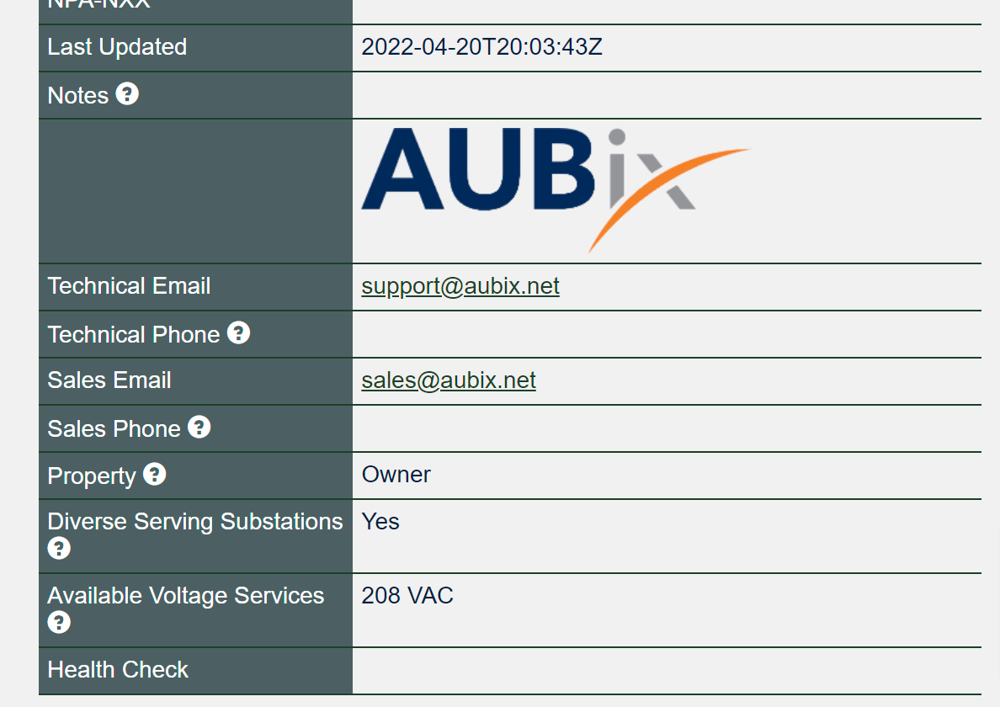 NPA-NXX
Last Updated 2022-04-20T20:03:43Z
Notes ?
AUBix
Technical Email support@aubix.net
Technical Phone ?
Sales Email sales@aubix.net
Sales Phone ?
Property ? Owner
Diverse Serving Substations Yes
?
Available Voltage Services 208 VAC
?
Health Check